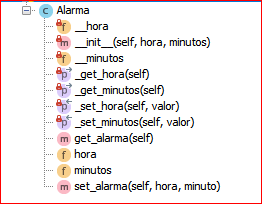 C Alarma
f __hora
m __init__(self, hora, minutos)
f __minutos
p _get_hora(self)
p _get_minutos(self)
p _set_hora(self, valor)
p _set_minutos(self, valor)
m get_alarma(self)
f hora
f minutos
m set_alarma(self, hora, minuto)